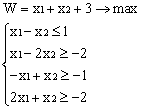 W = x1 + x2 + 3 → max
x1 − x2 ≤ 1
x1 − 2x2 ≥ −2
−x1 + x2 ≥ −1
2x1 + x2 ≥ −2